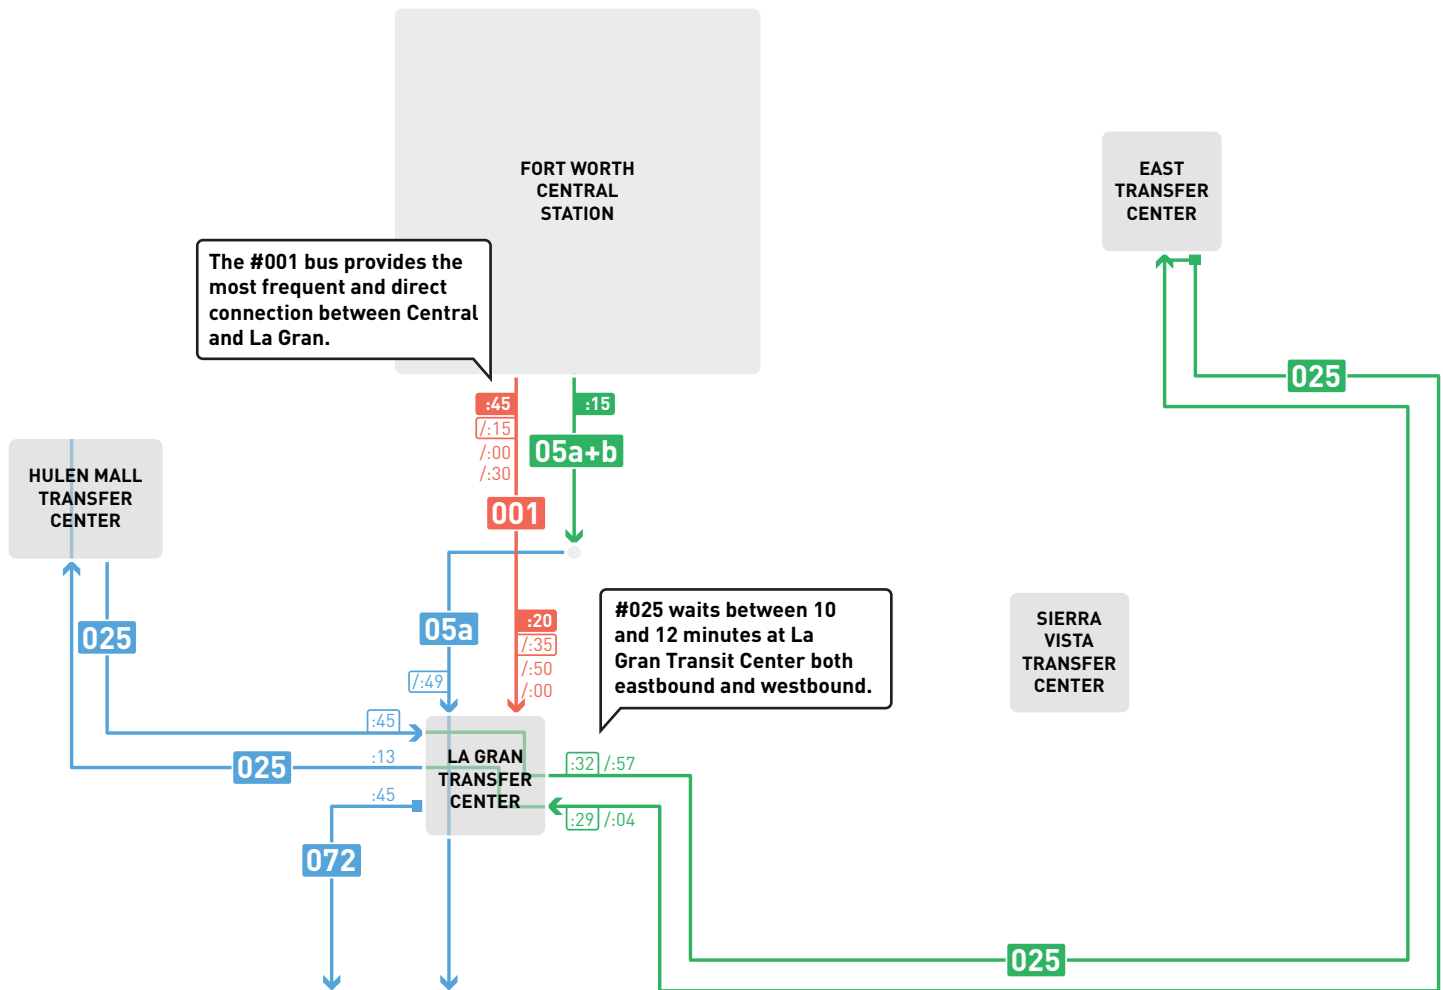 FORT WORTH
CENTRAL
STATION
EAST
TRANSFER
CENTER
The #001 bus provides the
most frequent and direct
connection between Central
and La Gran.
025
:45
:15
/:15
/:00
/:30
05a+b
HULEN MALL
TRANSFER
CENTER
001
#025 waits between 10
and 12 minutes at La
Gran Transit Center both
eastbound and westbound.
SIERRA
VISTA
TRANSFER
CENTER
025
05a
:20
/:35
/:50
/:00
/:49
:45
025
:13
LA GRAN
TRANSFER
CENTER
:32 /:57
:45
:29 /:04
072
025